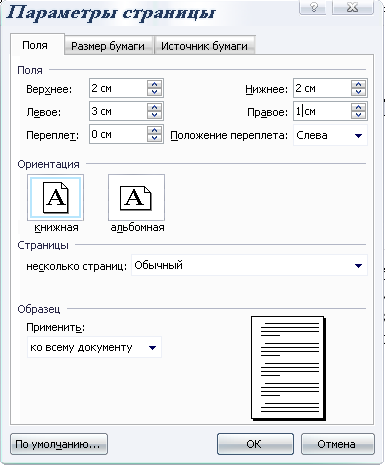 Параметры страницы
Поля Размер бумаги Источник бумаги
Поля
Верхнее: 2 см Нижнее: 2 см
Левое: 3 см Правое: 1 см
Переплет: 0 см Положение переплета: Слева
Ориентация
A A
книжная альбомная
Страницы
несколько страниц: Обычный
Образец
Применить:
ко всему документу
По умолчанию... ОК Отмена